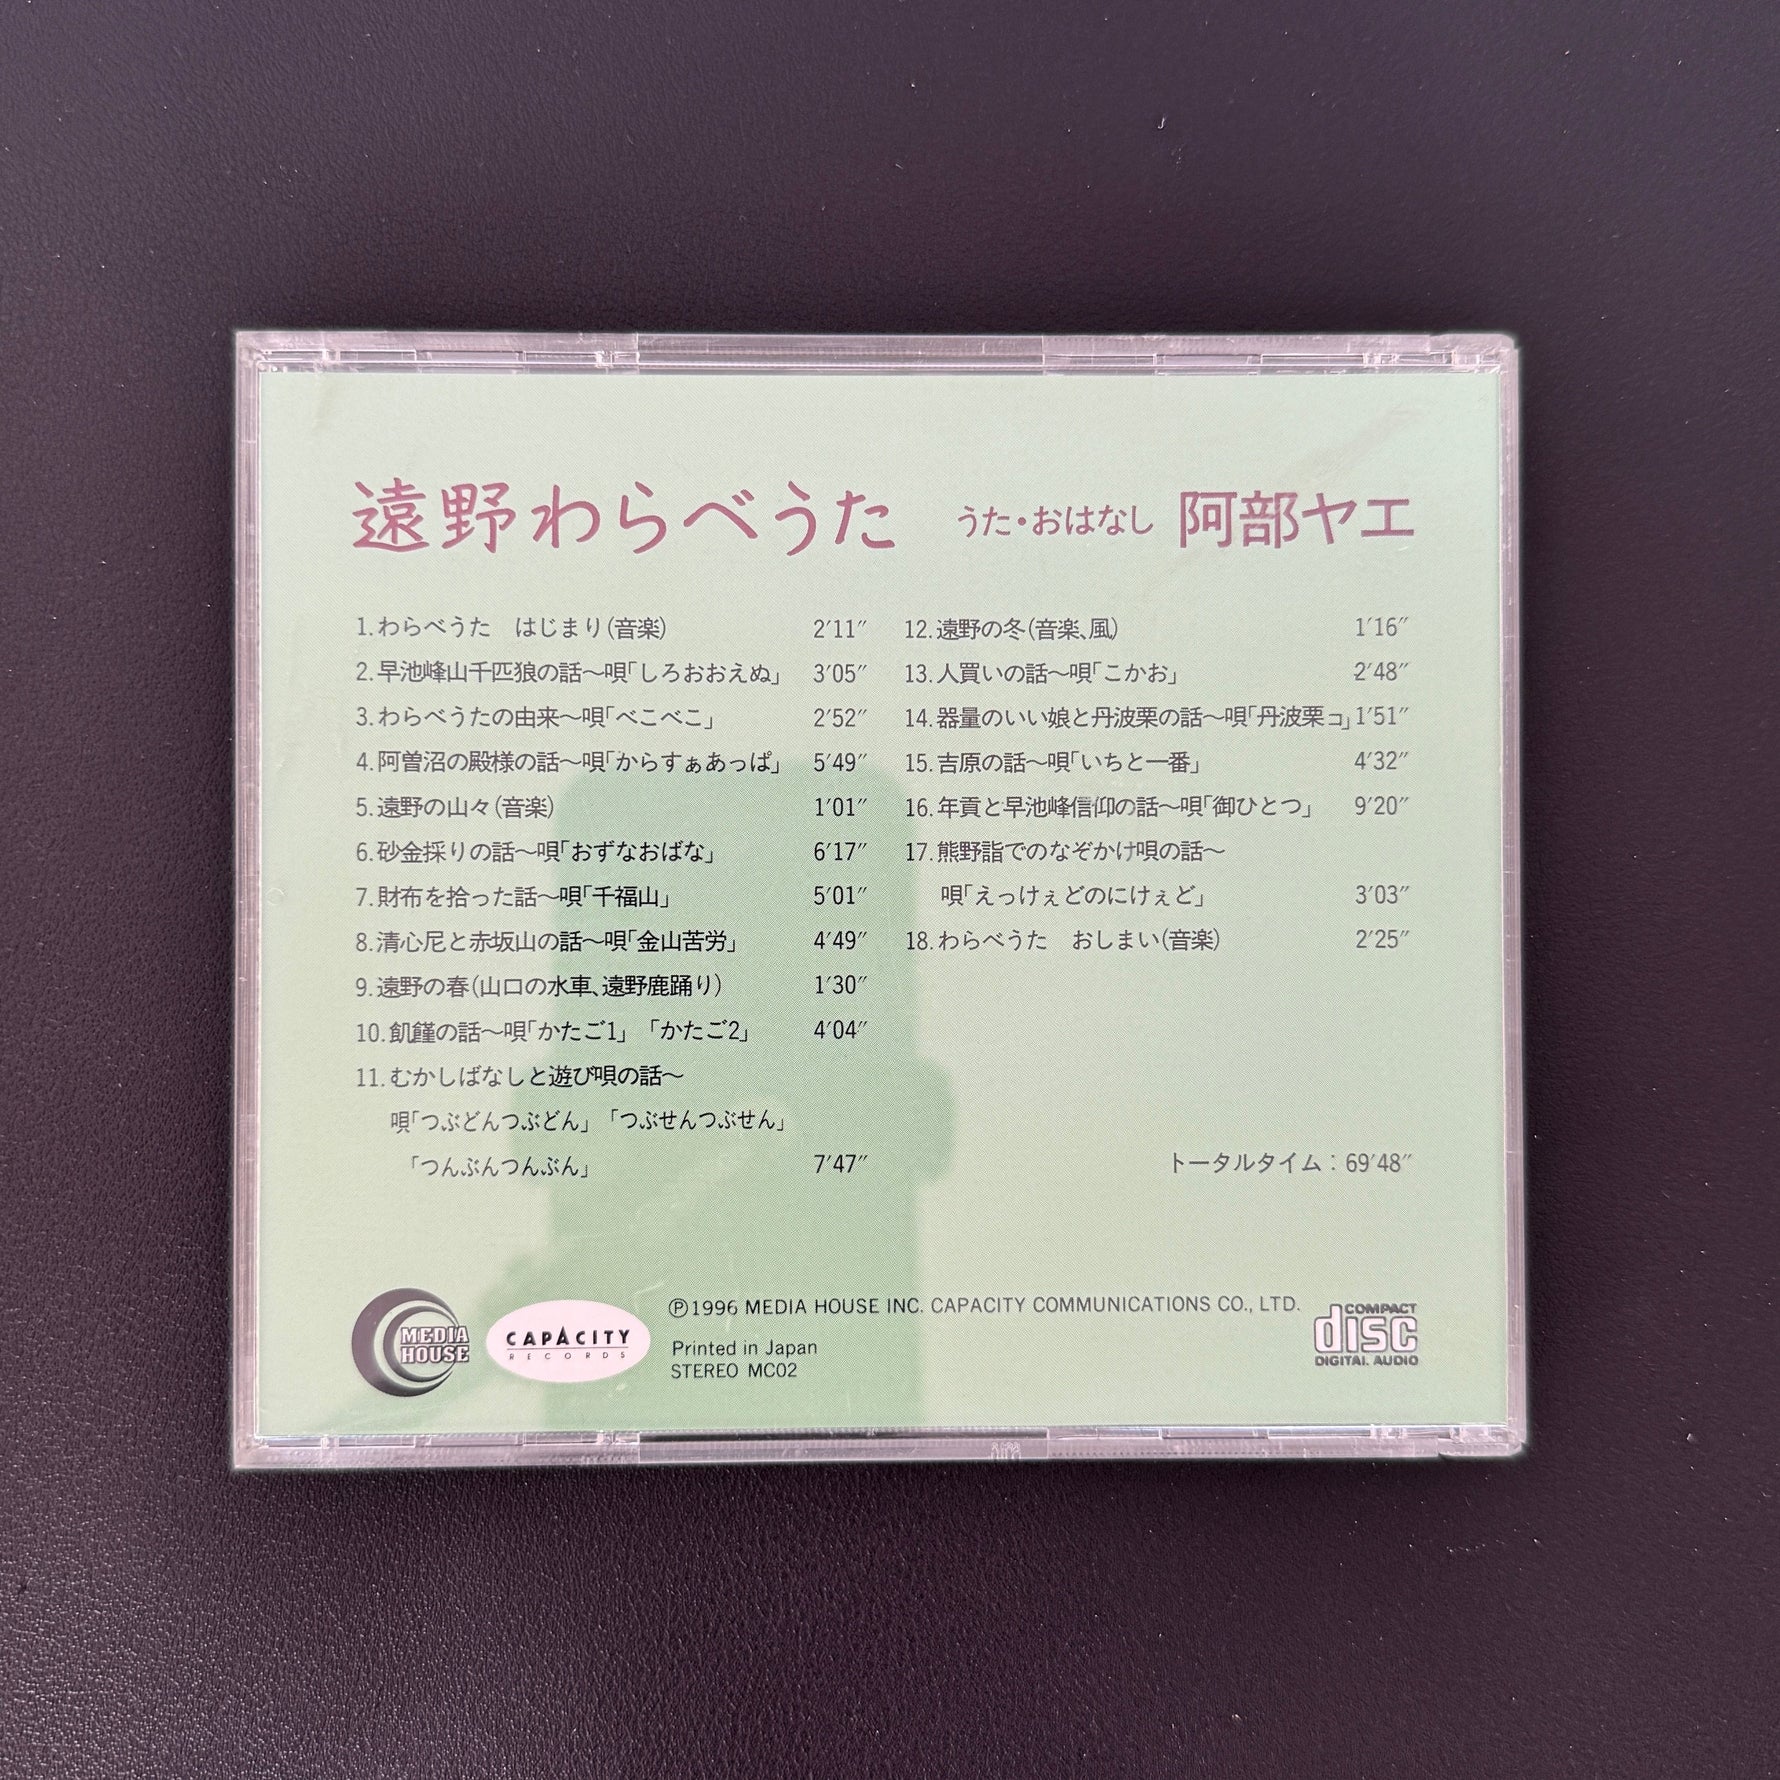 遠野わらべうた うた・おはなし 阿部ヤエ
1.わらべうた はじまり(音楽) 2′11″
2.早池峰山千匹狼の話〜唄「しろおおえぬ」 3′05″
3.わらべうたの由来〜唄「べこべこ」 2′52″
4.阿曽沼の殿様の話〜唄「からすぁあっぱ」 5′49″
5.遠野の山々(音楽) 1′01″
6.砂金採りの話〜唄「おずなおばな」 6′17″
7.財布を拾った話〜唄「千福山」 5′01″
8.清心尼と赤坂山の話〜唄「金山苦労」 4′49″
9.遠野の春(山口の水車、遠野鹿踊り) 1′30″
10.飢饉の話〜唄「かたご1」「かたご2」 4′04″
11.むかしばなしと遊び唄の話〜
唄「つぶどんつぶどん」「つぶせんつぶせん」
「つんぶんつんぶん」 7′47″
12.遠野の冬(音楽、風) 1′16″
13.人買いの話〜唄「こかお」 2′48″
14.器量のいい娘と丹波栗の話〜唄「丹波栗コ」 1′51″
15.吉原の話〜唄「いちと一番」 4′32″
16.年貢と早池峰信仰の話〜唄「御ひとつ」 9′20″
17.熊野詣でのなぞかけ唄の話〜
唄「えっけぇどのにけぇど」 3′03″
18.わらべうた おしまい(音楽) 2′25″
トータルタイム：69′48″
MEDIA
HOUSE
CAPACITY
RECORDS
Ⓟ1996 MEDIA HOUSE INC. CAPACITY COMMUNICATIONS CO., LTD.
Printed in Japan
STEREO MC02
COMPACT
disc
DIGITAL AUDIO